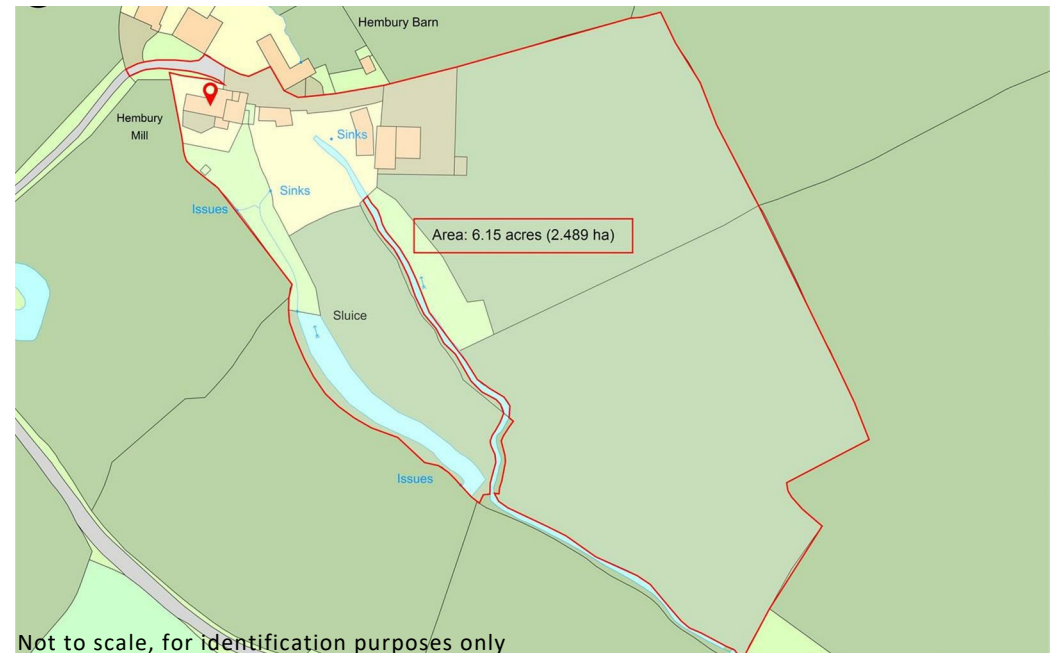 Hembury Barn
Hembury
Mill
Sinks
Sinks
Issues
Area: 6.15 acres (2.489 ha)
Sluice
Issues
Not to scale, for identification purposes only